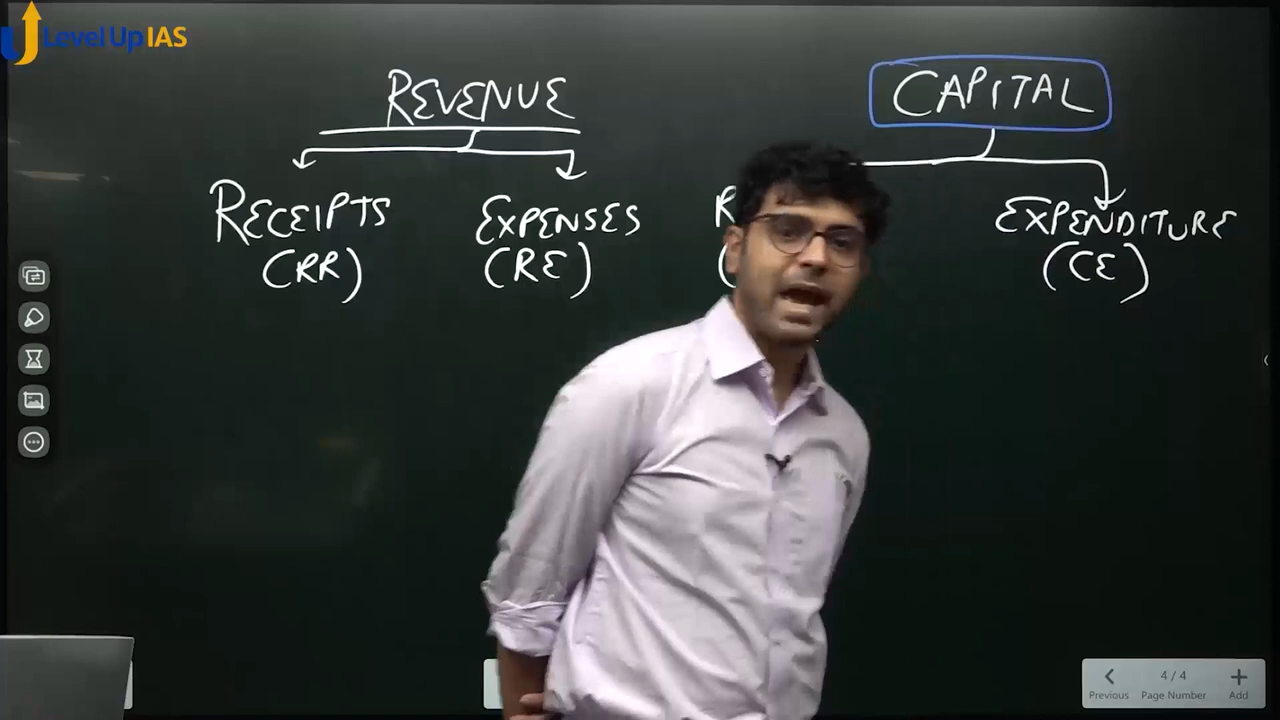 Level Up IAS
REVENUE
CAPITAL
RECEIPTS
(RR)
EXPENSES
(RE)
EXPENDITURE
(CE)
Previous
4 / 4
Page Number
Add